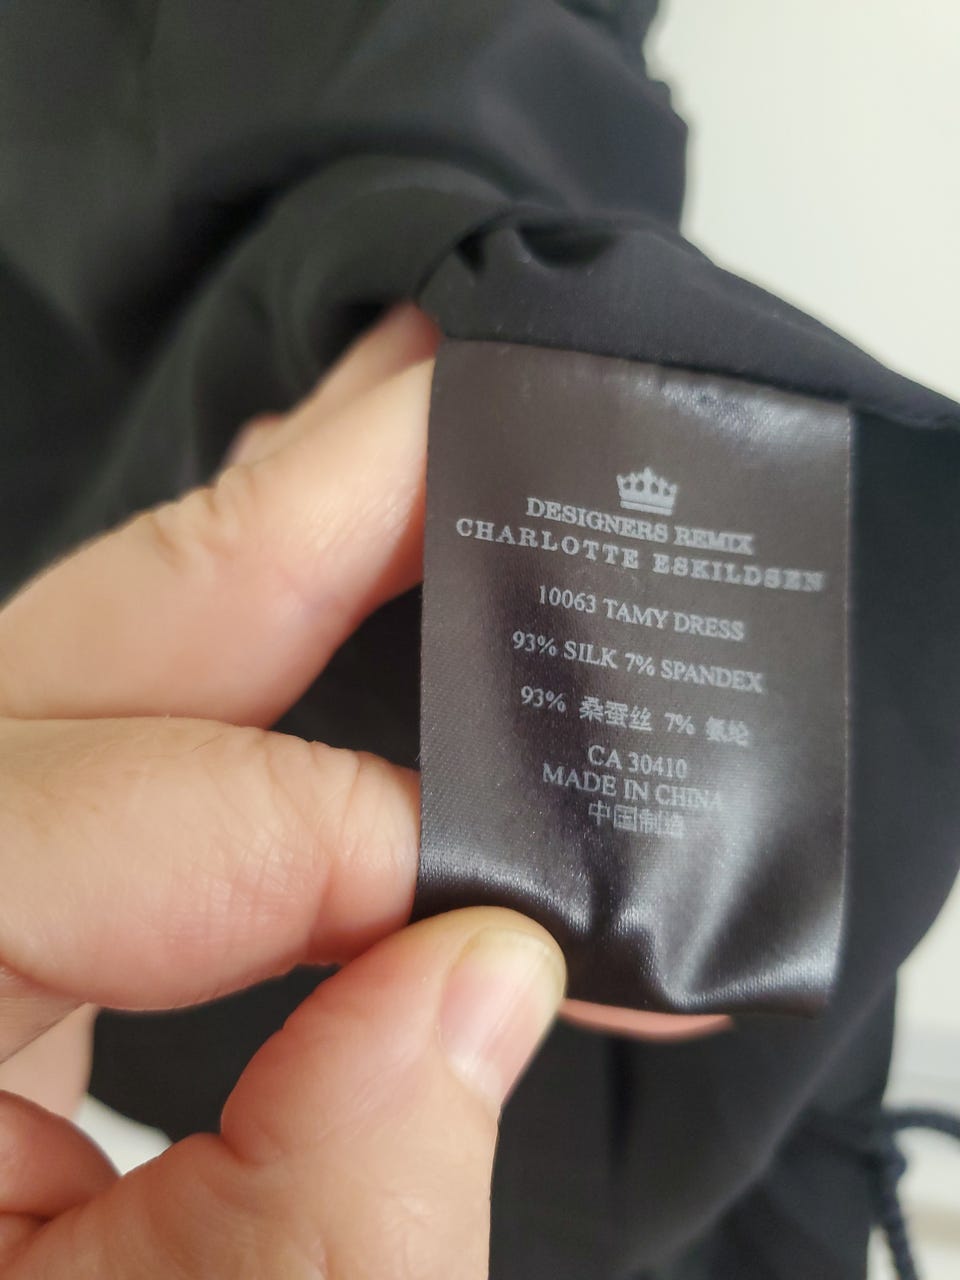 DESIGNERS REMIX
CHARLOTTE ESKILDSEN
10063 TAMY DRESS
93% SILK 7% SPANDEX
93% 桑蚕丝 7% 氨纶
CA 30410
MADE IN CHINA
中国制造